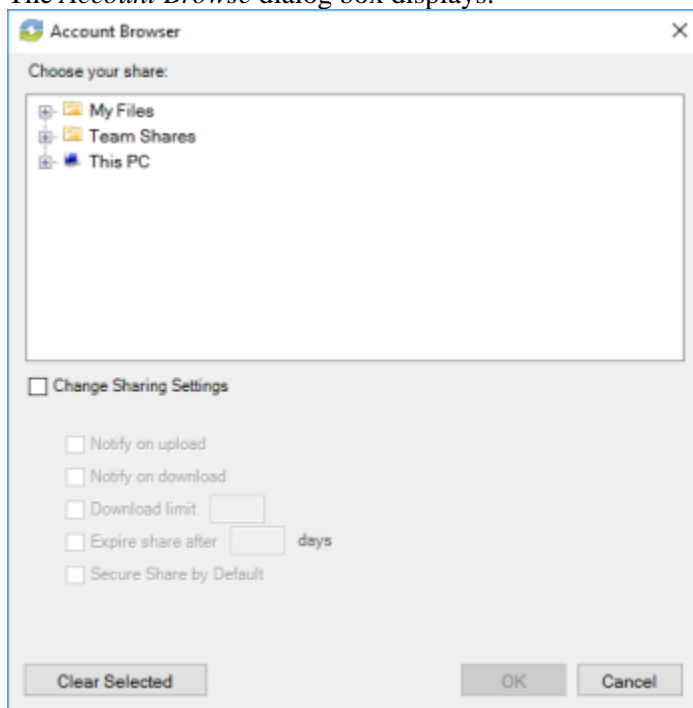 The Account Browse dialog box displays.
Account Browser
Choose your share:
My Files
Team Shares
This PC
Change Sharing Settings
Notify on upload
Notify on download
Download limit
Expire share after days
Secure Share by Default
Clear Selected OK Cancel